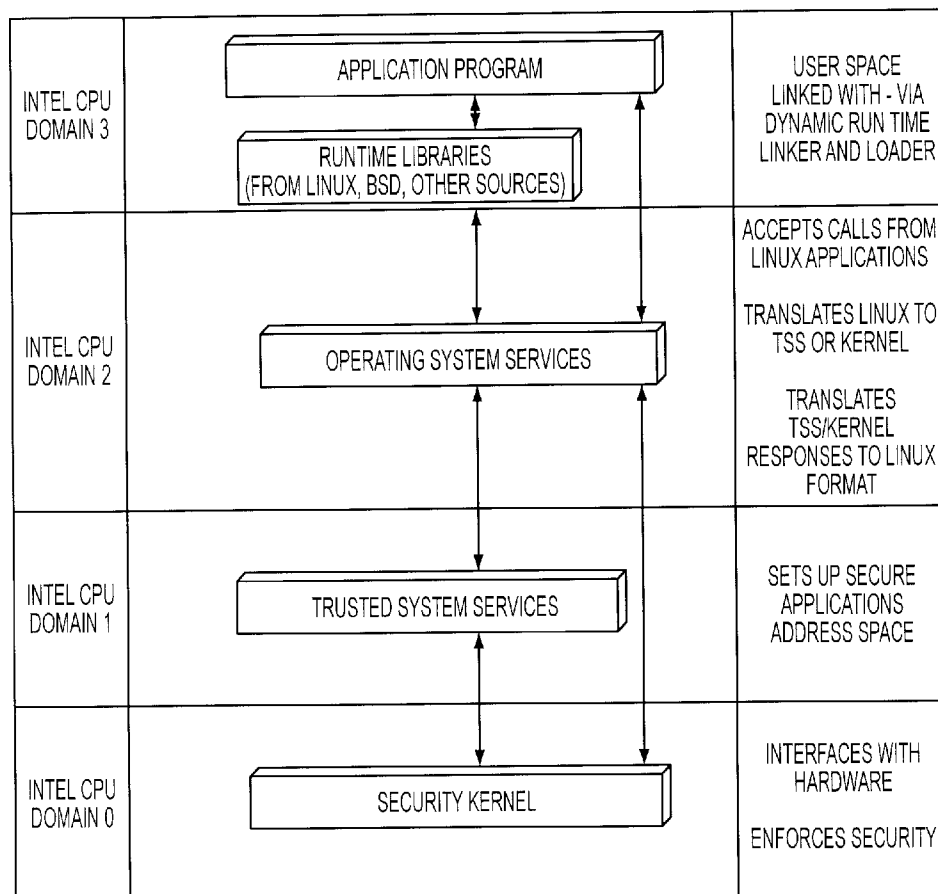 INTEL CPU
DOMAIN 3
APPLICATION PROGRAM
RUNTIME LIBRARIES
(FROM LINUX, BSD, OTHER SOURCES)
USER SPACE
LINKED WITH - VIA
DYNAMIC RUN TIME
LINKER AND LOADER
INTEL CPU
DOMAIN 2
OPERATING SYSTEM SERVICES
ACCEPTS CALLS FROM
LINUX APPLICATIONS
TRANSLATES LINUX TO
TSS OR KERNEL
TRANSLATES
TSS/KERNEL
RESPONSES TO LINUX
FORMAT
INTEL CPU
DOMAIN 1
TRUSTED SYSTEM SERVICES
SETS UP SECURE
APPLICATIONS
ADDRESS SPACE
INTEL CPU
DOMAIN 0
SECURITY KERNEL
INTERFACES WITH
HARDWARE
ENFORCES SECURITY